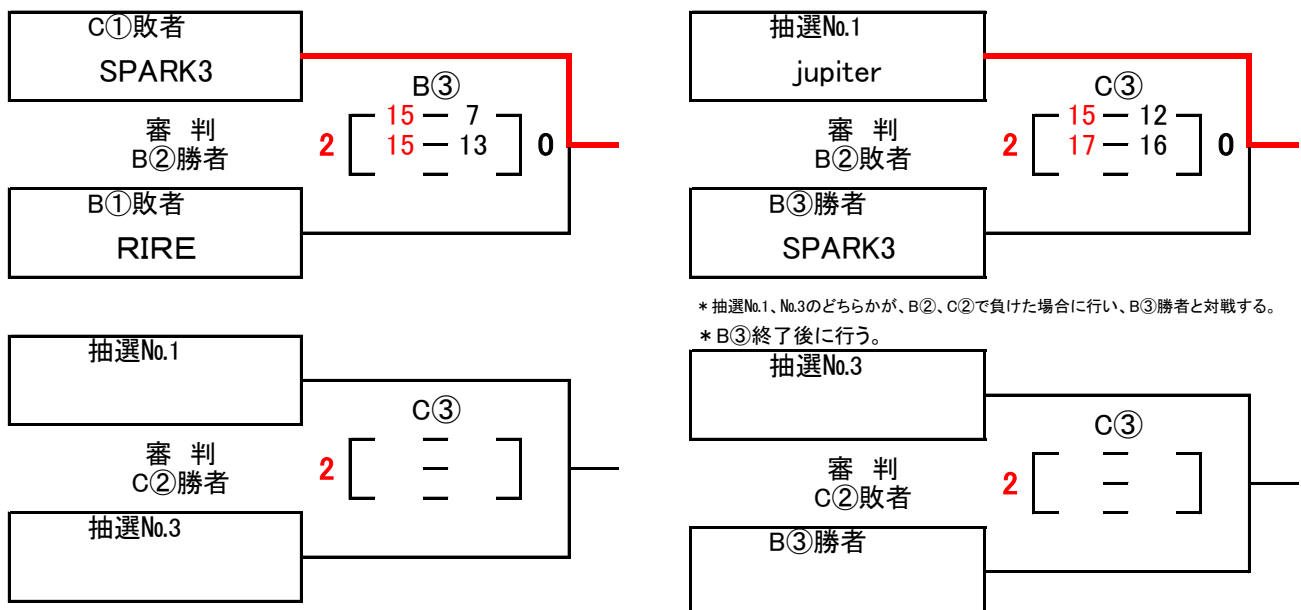 C①敗者
SPARK3
B③
15 — 7
審 判
2
15 — 13
0
B②勝者
—
B①敗者
RIRE
抽選№1
jupiter
C③
15 — 12
審 判
2
17 — 16
0
B②敗者
—
B③勝者
SPARK3
＊抽選№1、№3のどちらかが、B②、C②で負けた場合に行い、B③勝者と対戦する。
＊B③終了後に行う。
抽選№1
C③
—
審 判
2
—
C②勝者
—
抽選№3
抽選№3
C③
—
審 判
2
—
C②敗者
—
B③勝者